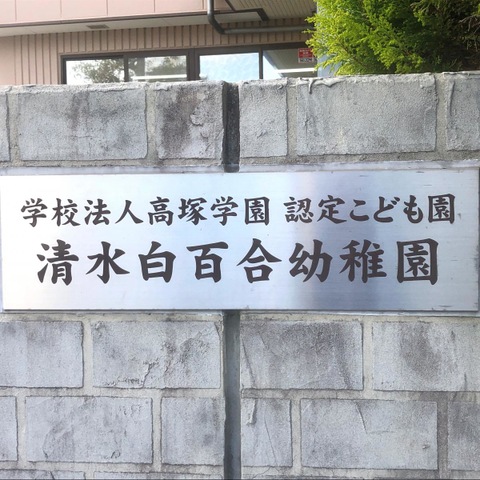 学校法人高塚学園 認定こども園
清水白百合幼稚園